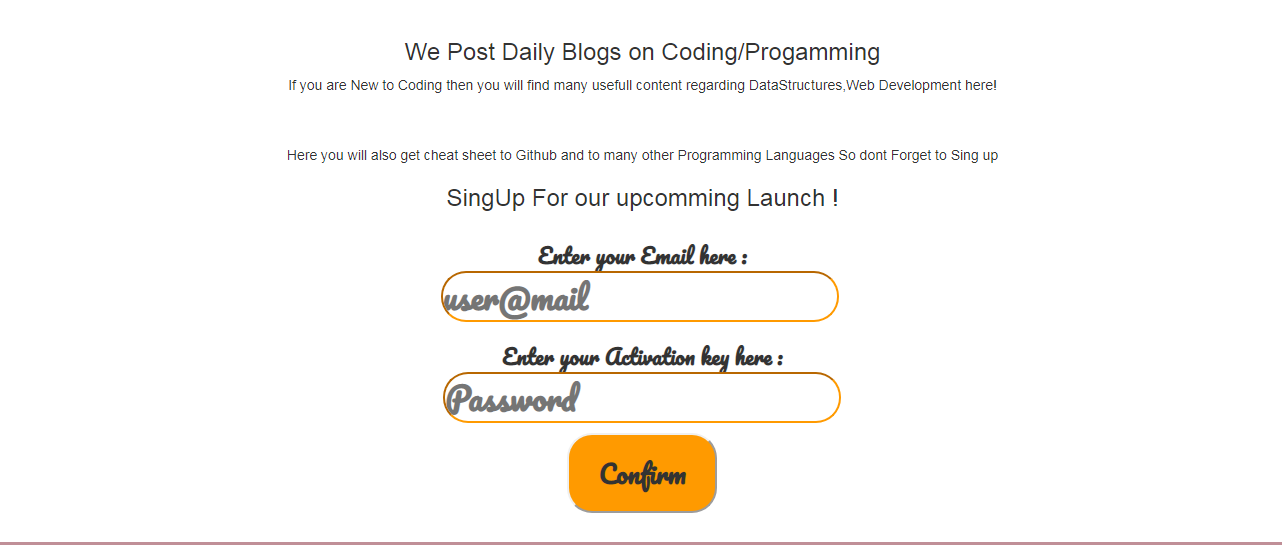 We Post Daily Blogs on Coding/Progamming
If you are New to Coding then you will find many usefull content regarding DataStructures,Web Development here!
Here you will also get cheat sheet to Github and to many other Programming Languages So dont Forget to Sing up
SingUp For our upcomming Launch !
Enter your Email here :
user@mail
Enter your Activation key here :
Password
Confirm